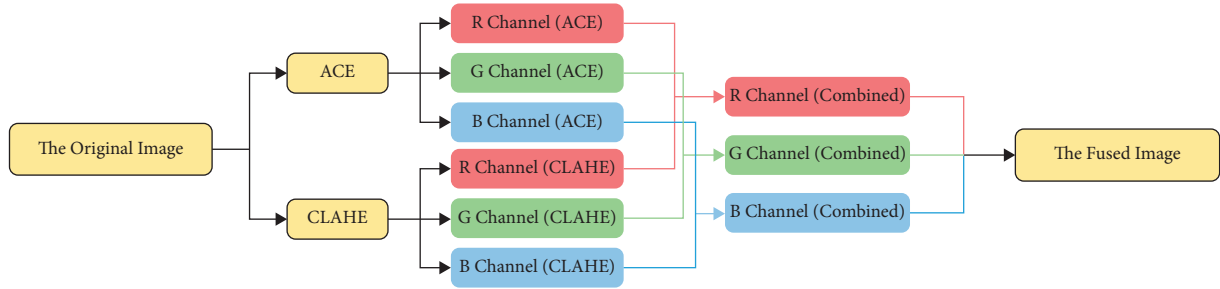 The Original Image
ACE
CLAHE
R Channel (ACE)
G Channel (ACE)
B Channel (ACE)
R Channel (CLAHE)
G Channel (CLAHE)
B Channel (CLAHE)
R Channel (Combined)
G Channel (Combined)
B Channel (Combined)
The Fused Image